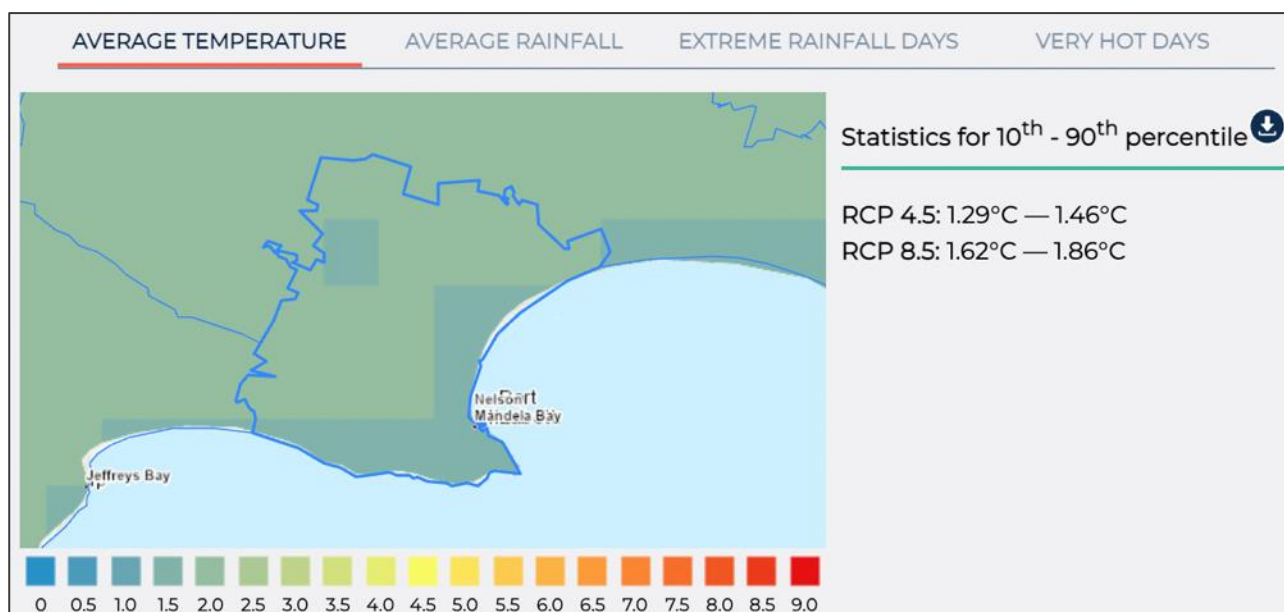 AVERAGE TEMPERATURE AVERAGE RAINFALL EXTREME RAINFALL DAYS VERY HOT DAYS
Statistics for 10th - 90th percentile
RCP 4.5: 1.29°C — 1.46°C
RCP 8.5: 1.62°C — 1.86°C
Nelson
Mandela Bay
Jeffreys Bay
0 0.5 1.0 1.5 2.0 2.5 3.0 3.5 4.0 4.5 5.0 5.5 6.0 6.5 7.0 7.5 8.0 8.5 9.0